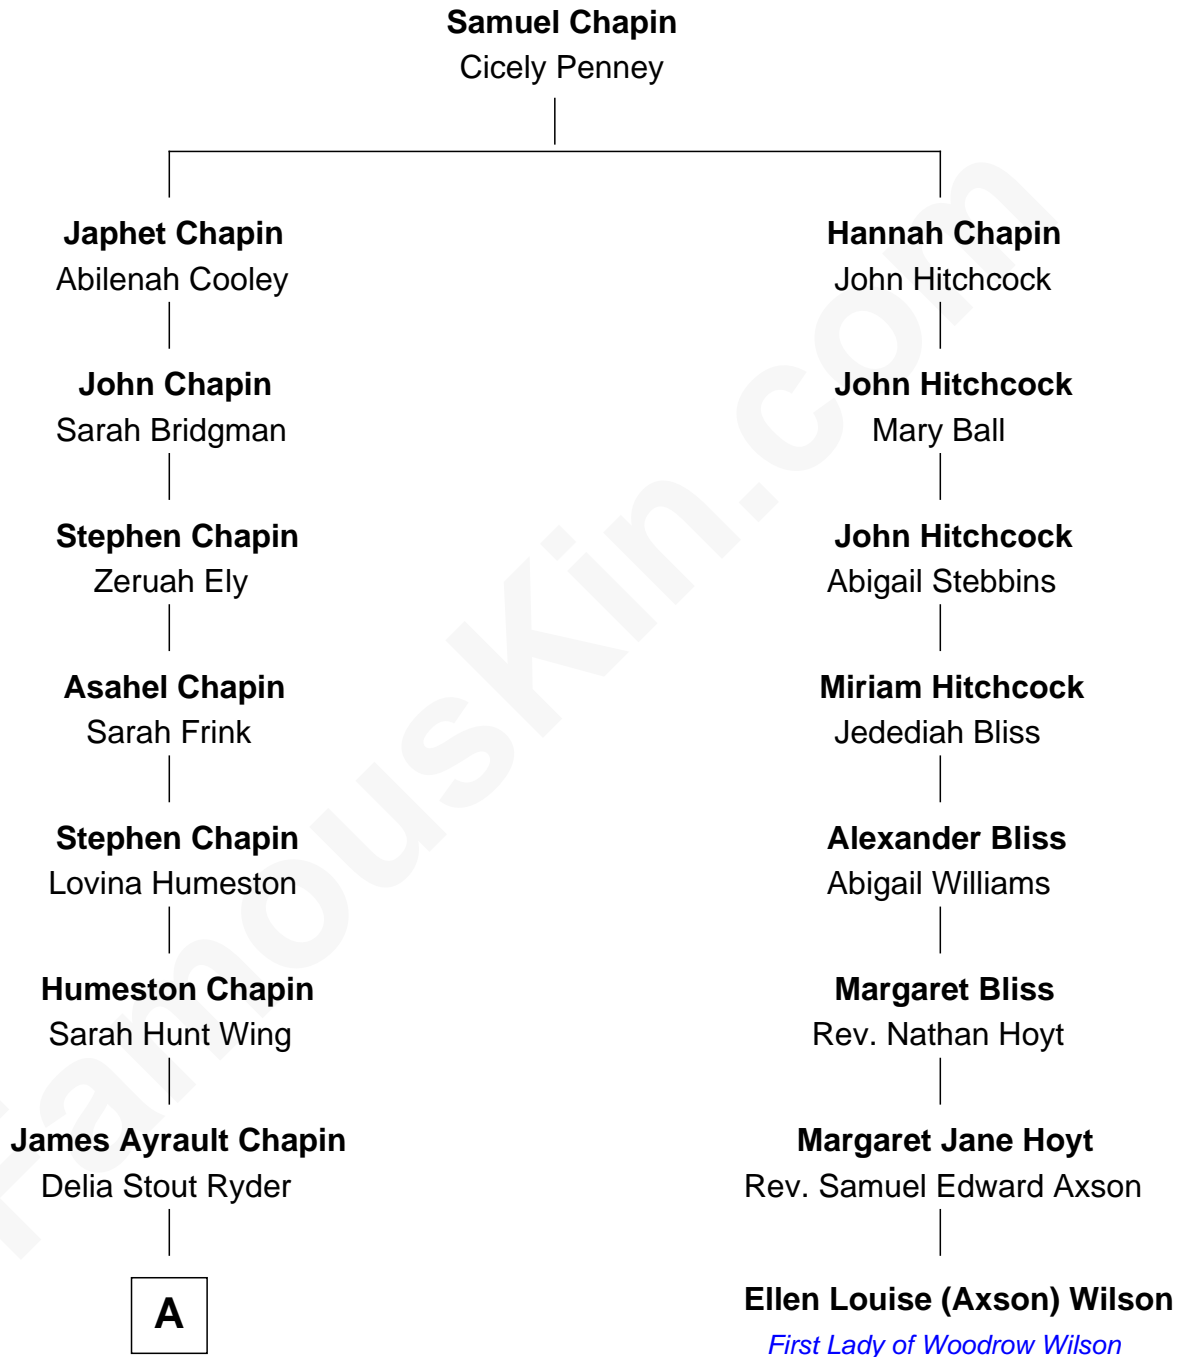 Samuel Chapin
Cicely Penney
Japhet Chapin
Abilenah Cooley
Hannah Chapin
John Hitchcock
John Chapin
Sarah Bridgman
John Hitchcock
Mary Ball
Stephen Chapin
Zeruah Ely
John Hitchcock
Abigail Stebbins
Asahel Chapin
Sarah Frink
Miriam Hitchcock
Jedediah Bliss
Stephen Chapin
Lovina Humeston
Alexander Bliss
Abigail Williams
Humeston Chapin
Sarah Hunt Wing
Margaret Bliss
Rev. Nathan Hoyt
James Ayrault Chapin
Delia Stout Ryder
Margaret Jane Hoyt
Rev. Samuel Edward Axson
A
Ellen Louise (Axson) Wilson
First Lady of Woodrow Wilson
FamousKin.com